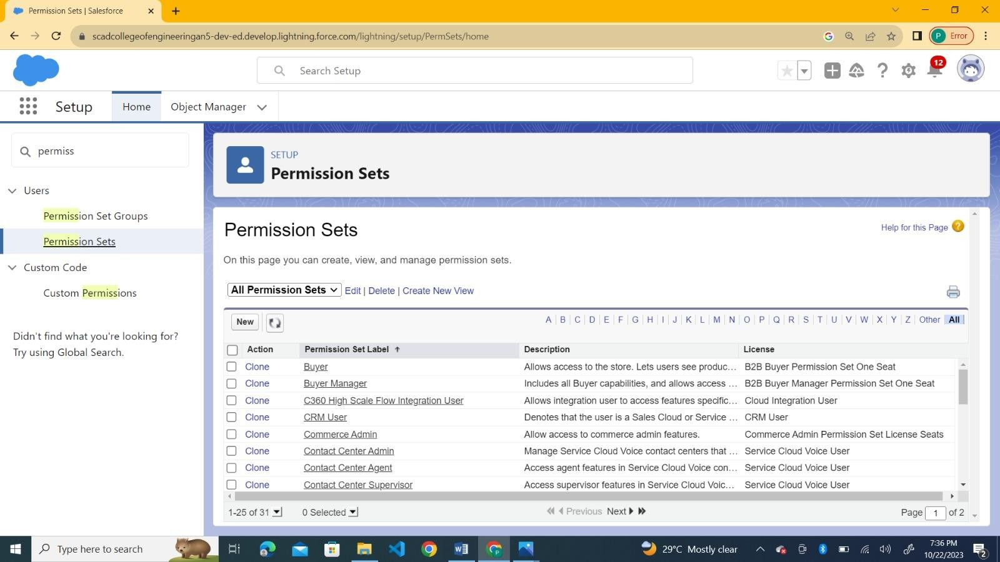 Permission Sets | Salesforce
scadcollegeofengineeringan5-dev-ed.develop.lightning.force.com/lightning/setup/PermSets/home
P Error
Search Setup
12
Setup Home Object Manager
permiss
Users
Permission Set Groups
Permission Sets
Custom Code
Custom Permissions
Didn't find what you're looking for?
Try using Global Search.
SETUP
Permission Sets
Permission Sets
Help for this Page ?
On this page you can create, view, and manage permission sets.
All Permission Sets Edit | Delete | Create New View
New
A B C D E F G H I J K L M N O P Q R S T U V W X Y Z Other All
Action Permission Set Label Description License
Clone Buyer Allows access to the store. Lets users see produc... B2B Buyer Permission Set One Seat
Clone Buyer Manager Includes all Buyer capabilities, and allows access ... B2B Buyer Manager Permission Set One Seat
Clone C360 High Scale Flow Integration User Allows integration user to access features specific... Cloud Integration User
Clone CRM User Denotes that the user is a Sales Cloud or Service ... CRM User
Clone Commerce Admin Allow access to commerce admin features. Commerce Admin Permission Set License Seats
Clone Contact Center Admin Manage Service Cloud Voice contact centers that ... Service Cloud Voice User
Clone Contact Center Agent Access agent features in Service Cloud Voice con... Service Cloud Voice User
Clone Contact Center Supervisor Access supervisor features in Service Cloud Voic... Service Cloud Voice User
1-25 of 31 0 Selected Previous Next Page 1 of 2
Type here to search
29°C Mostly clear
7:36 PM
10/22/2023
2